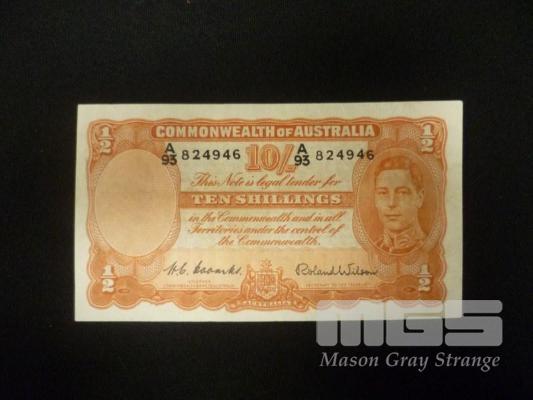 COMMONWEALTH OF AUSTRALIA
1/2 1/2
A/93 824946 A/93 824946
10/-
This Note is legal tender for
TEN SHILLINGS
in the Commonwealth and in all
Territories under the control of
the Commonwealth.
H.C. Coombs. Roland Wilson
AUSTRALIA
1/2 1/2
MGS
Mason Gray Strange